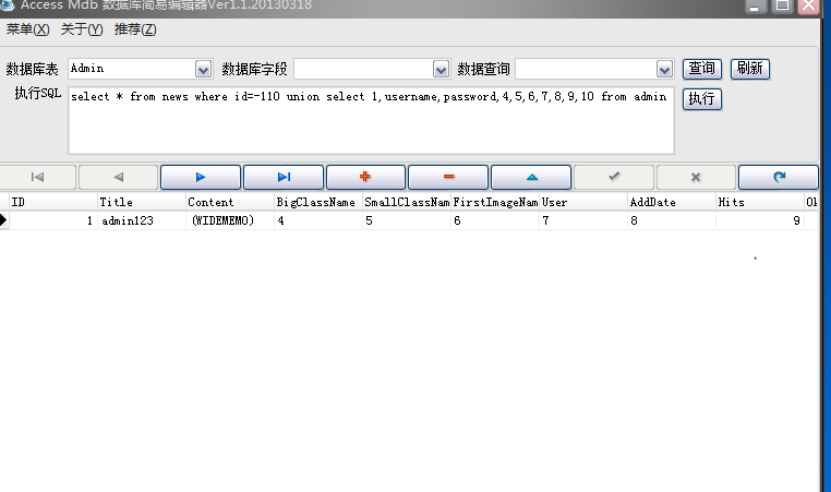 Access Mdb 数据库简易编辑器Ver1.1.20130318
菜单(X) 关于(Y) 推荐(Z)
数据库表 Admin 数据库字段 数据查询 查询 刷新
执行SQL select * from news where id=-110 union select 1,username,password,4,5,6,7,8,9,10 from admin 执行
ID Title Content BigClassName SmallClassNam FirstImageNam User AddDate Hits
1 admin123 (WIDEMEMO) 4 5 6 7 8 9